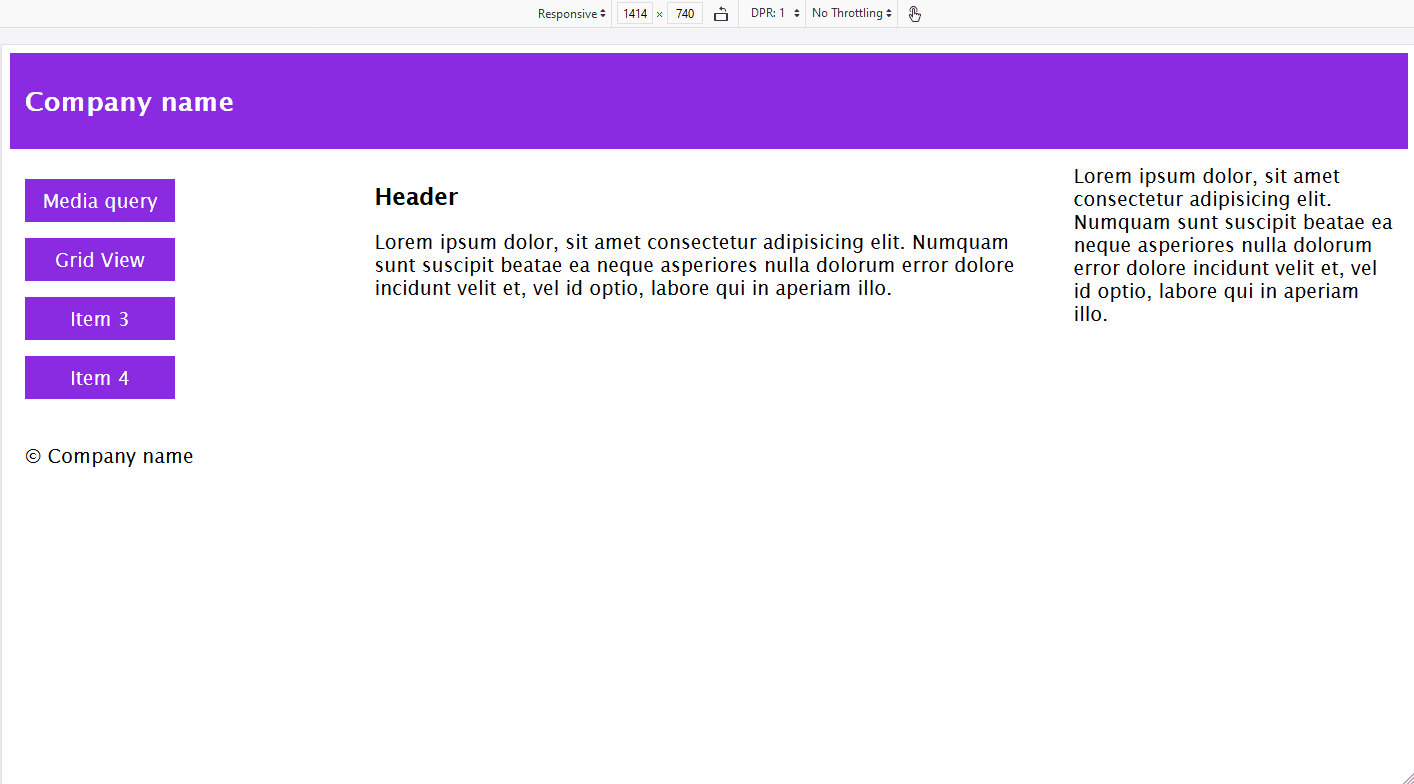 Responsive 1414 × 740 DPR: 1 No Throttling
Company name
Media query
Grid View
Item 3
Item 4
Header
Lorem ipsum dolor, sit amet consectetur adipisicing elit. Numquam
sunt suscipit beatae ea neque asperiores nulla dolorum error dolore
incidunt velit et, vel id optio, labore qui in aperiam illo.
Lorem ipsum dolor, sit amet
consectetur adipisicing elit.
Numquam sunt suscipit beatae ea
neque asperiores nulla dolorum
error dolore incidunt velit et, vel
id optio, labore qui in aperiam
illo.
© Company name